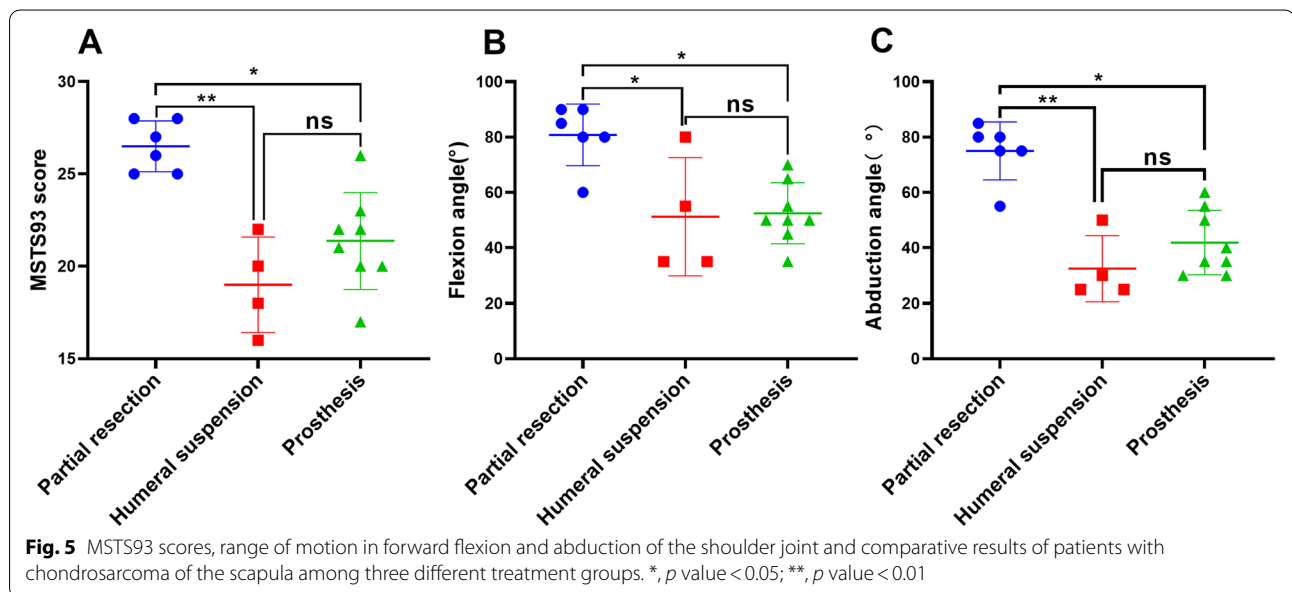 A
B
C
MSTS93 score
30
25
20
15
*
**
ns
Partial resection
Humeral suspension
Prosthesis
Flexion angle(°)
100
80
60
40
20
0
*
*
ns
Partial resection
Humeral suspension
Prosthesis
Abduction angle( °)
100
80
60
40
20
0
*
**
ns
Partial resection
Humeral suspension
Prosthesis
Fig. 5 MSTS93 scores, range of motion in forward flexion and abduction of the shoulder joint and comparative results of patients with
chondrosarcoma of the scapula among three different treatment groups. *, p value < 0.05; **, p value < 0.01